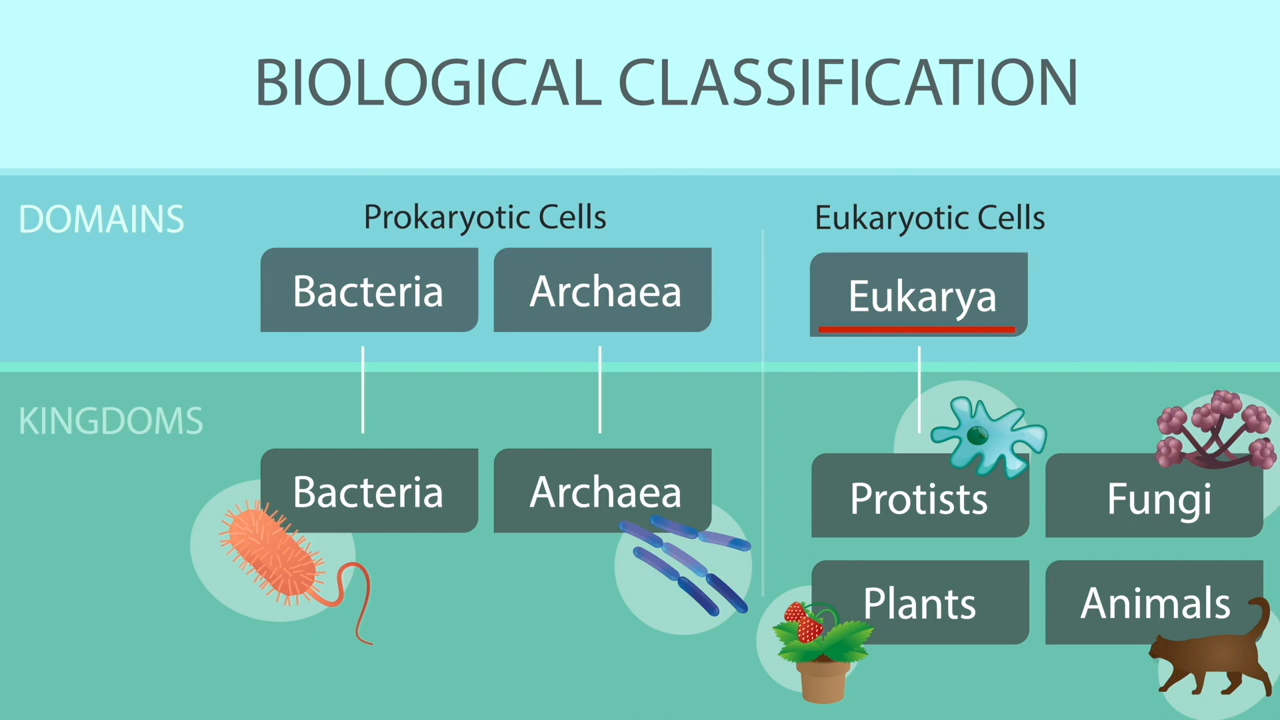 BIOLOGICAL CLASSIFICATION
DOMAINS
Prokaryotic Cells
Eukaryotic Cells
Bacteria
Archaea
Eukarya
KINGDOMS
Bacteria
Archaea
Protists
Fungi
Plants
Animals